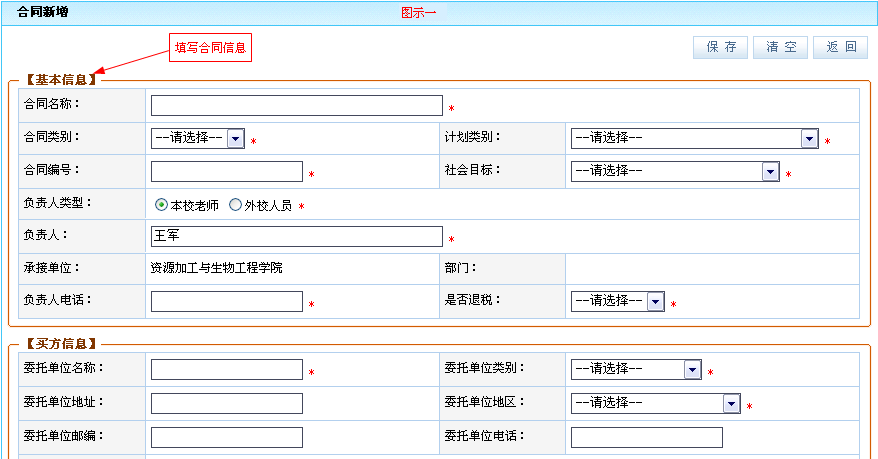 合同新增 图示一
填写合同信息
保 存 清 空 返 回
【基本信息】
合同名称： *
合同类别： --请选择-- * 计划类别： --请选择-- *
合同编号： * 社会目标： --请选择-- *
负责人类型： 本校老师 外校人员 *
负责人： 王军 *
承接单位： 资源加工与生物工程学院 部门：
负责人电话： * 是否退税： --请选择-- *
【买方信息】
委托单位名称： * 委托单位类别： --请选择-- *
委托单位地址： 委托单位地区： --请选择-- *
委托单位邮编： 委托单位电话：